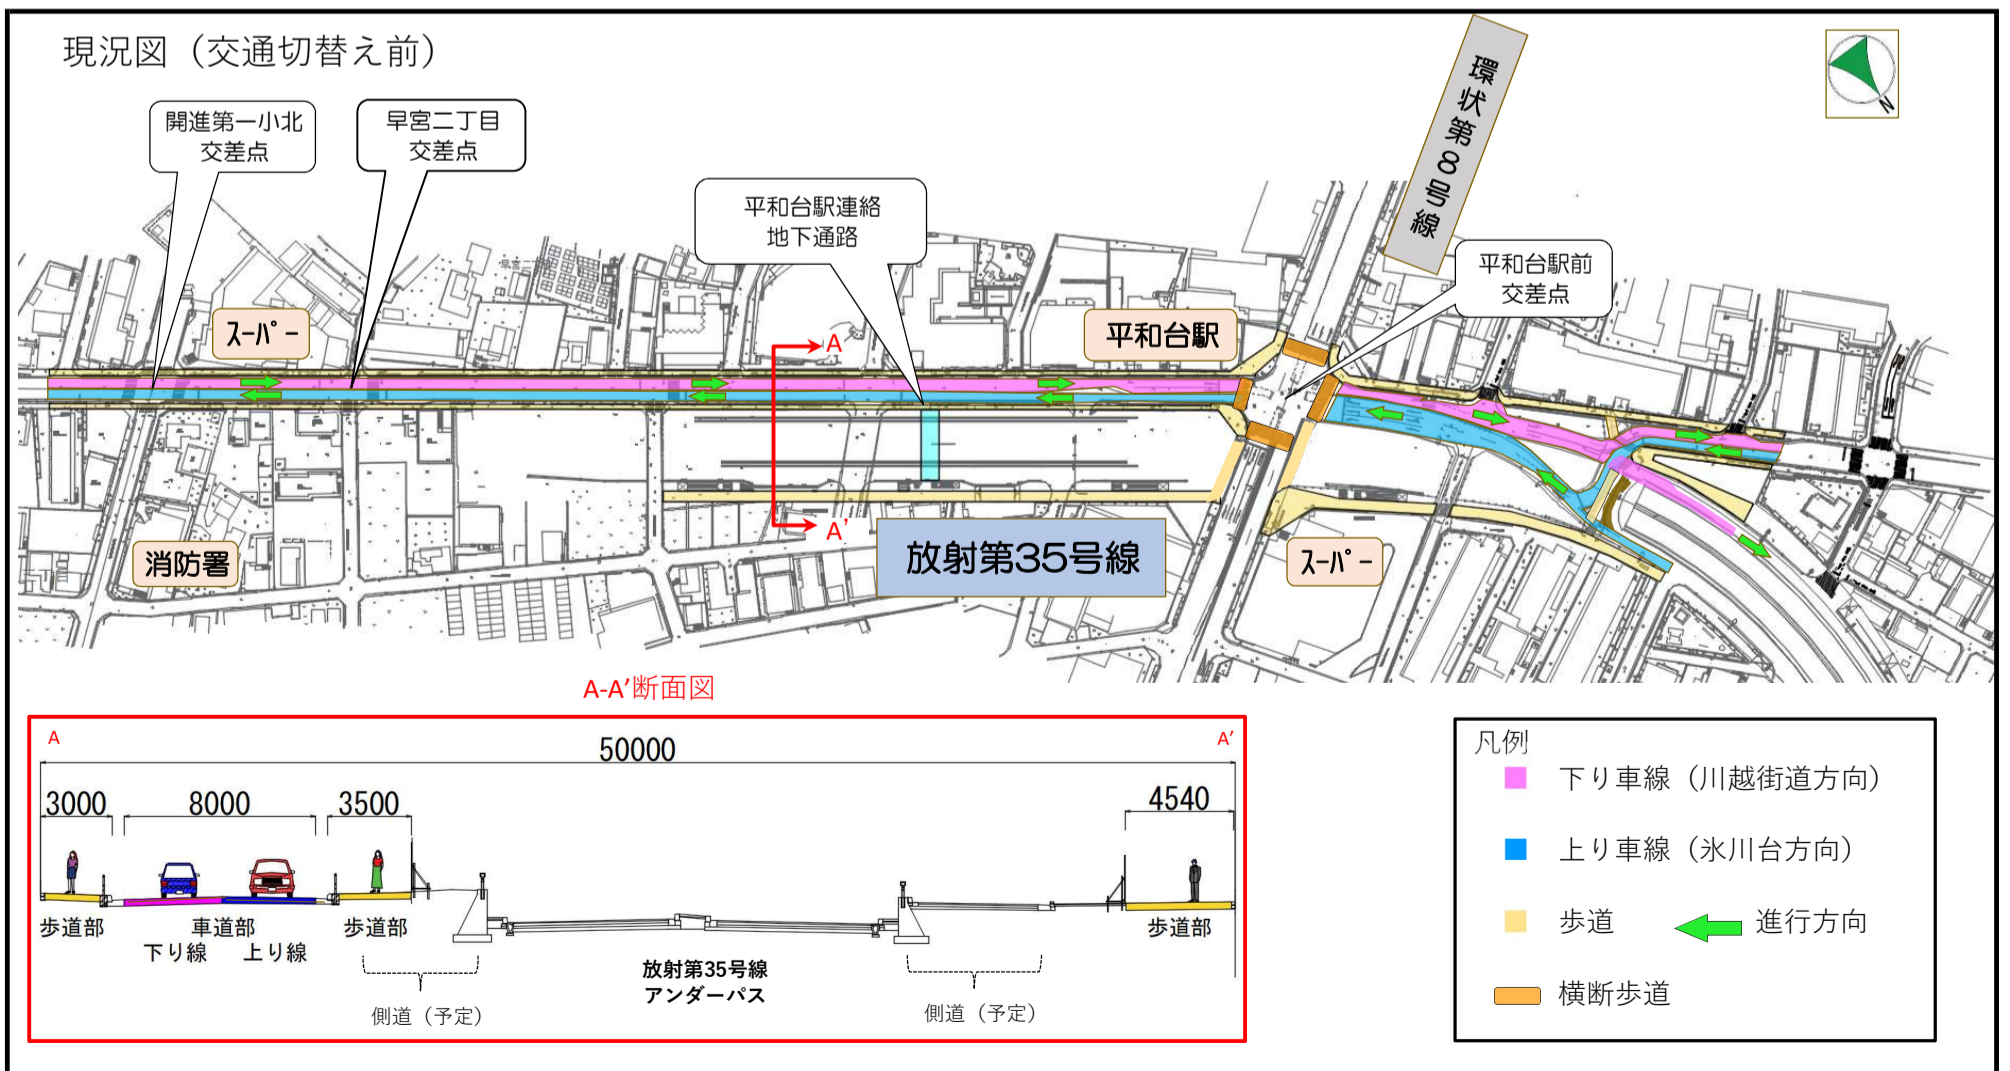 現況図（交通切替え前）
開進第一小北
交差点
早宮二丁目
交差点
平和台駅連絡
地下通路
環状第8号線
平和台駅前
交差点
N
スーパー
平和台駅
A
A'
消防署
放射第35号線
スーパー
A-A'断面図
A
A'
50000
3000
8000
3500
4540
歩道部
車道部
歩道部
歩道部
下り線
上り線
放射第35号線
アンダーパス
側道（予定）
側道（予定）
凡例
下り車線（川越街道方向）
上り車線（氷川台方向）
歩道
進行方向
横断歩道